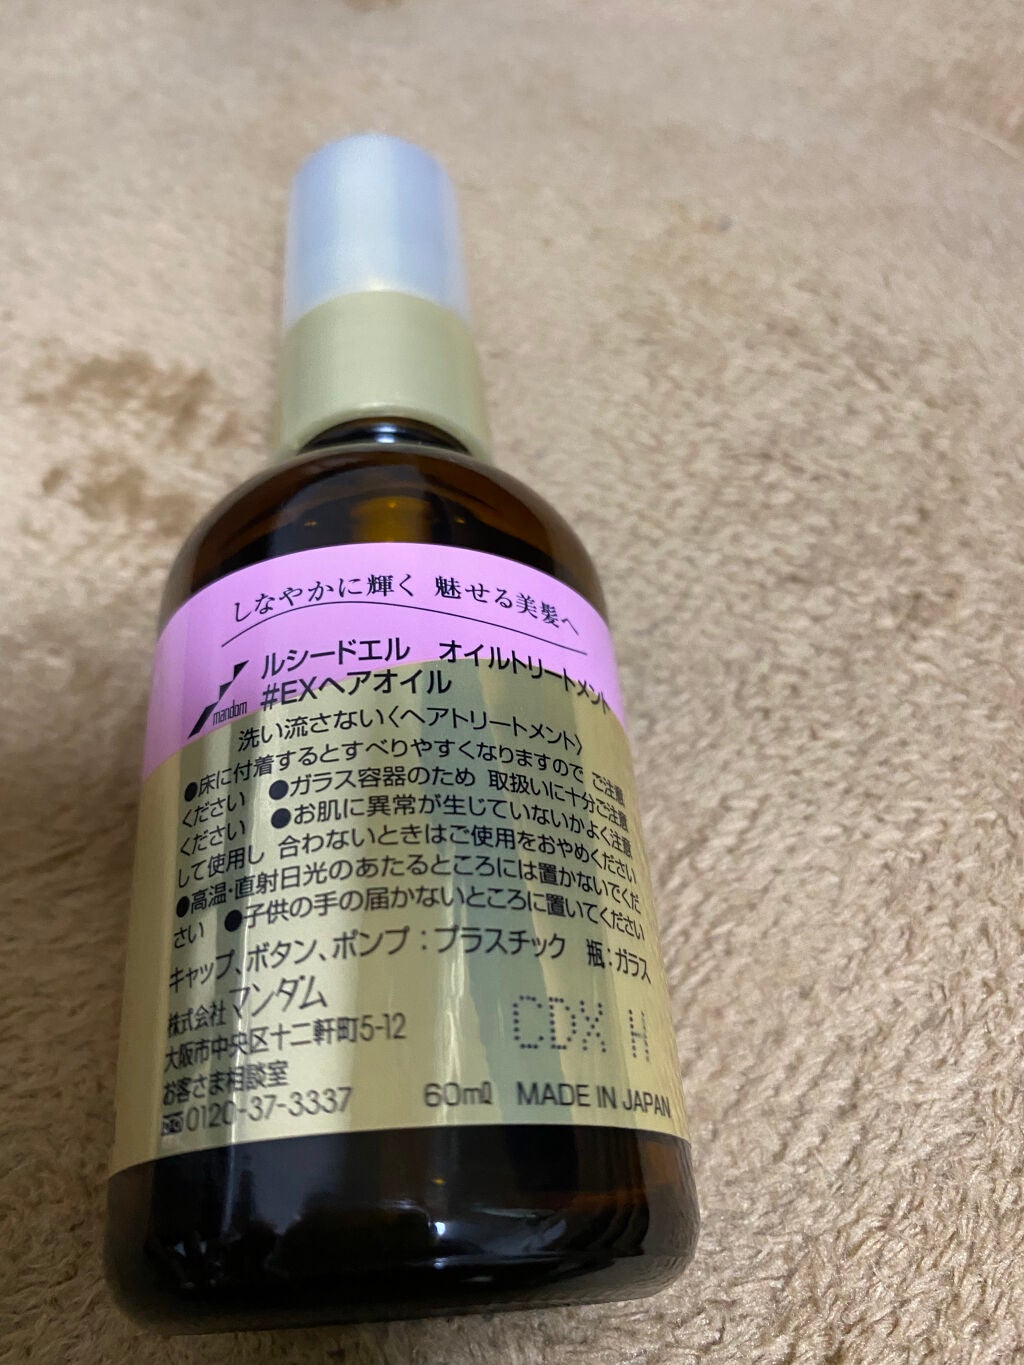 しなやかに輝く 魅せる美髪へ
mandom
ルシードエル オイルトリートメント
#EXヘアオイル
洗い流さない〈ヘアトリートメント〉
●床に付着するとすべりやすくなりますので ご注意
ください ●ガラス容器のため 取扱いに十分ご注意
ください ●お肌に異常が生じていないかよく注意
して使用し 合わないときはご使用をおやめください
●高温・直射日光のあたるところには置かないでくだ
さい ●子供の手の届かないところに置いてください
キャップ、ボタン、ポンプ：プラスチック 瓶：ガラス
株式会社マンダム
大阪市中央区十二軒町5-12
お客さま相談室
0120-37-3337 60ml MADE IN JAPAN
CDX H